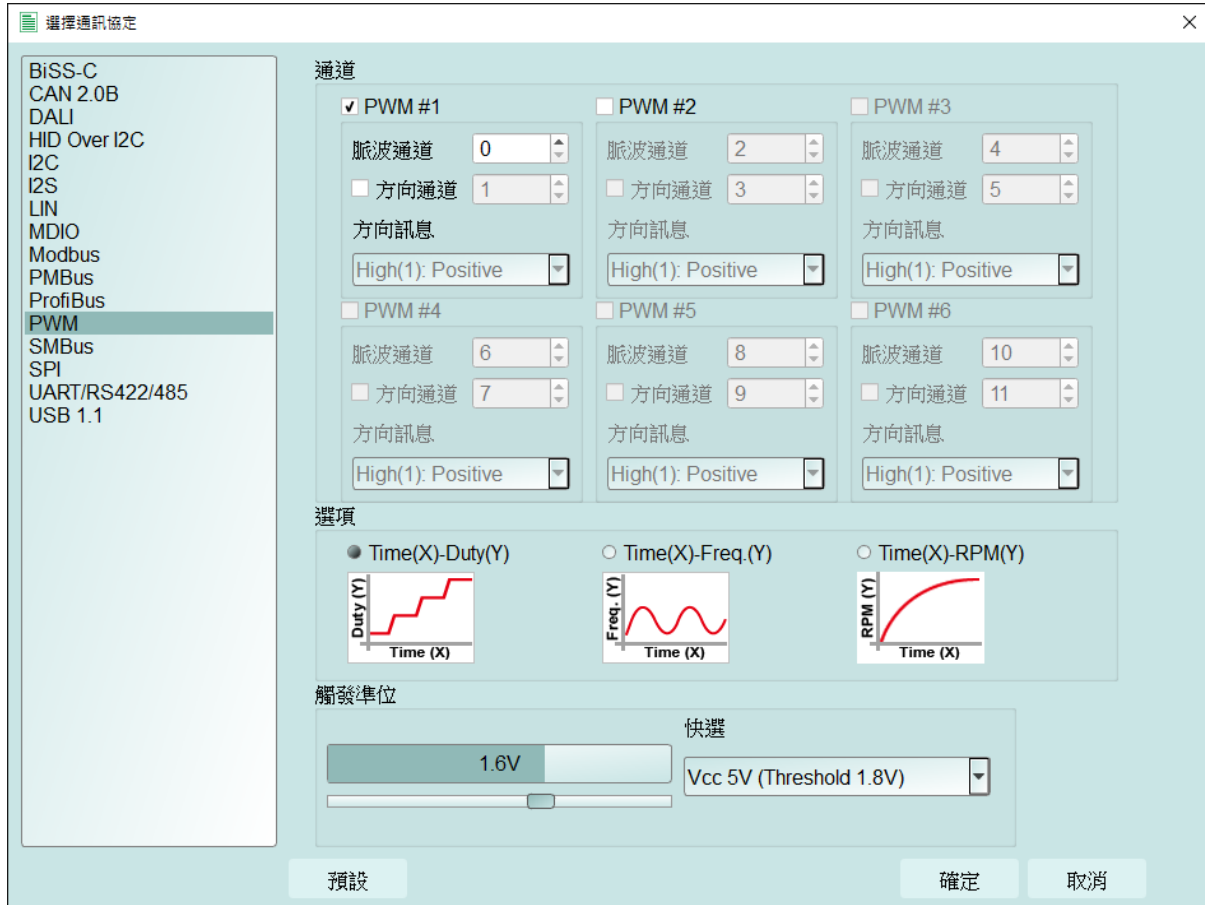 選擇通訊協定
BiSS-C
CAN 2.0B
DALI
HID Over I2C
I2C
I2S
LIN
MDIO
Modbus
PMBus
ProfiBus
PWM
SMBus
SPI
UART/RS422/485
USB 1.1
通道
PWM #1
脈波通道 0
方向通道 1
方向訊息
High(1): Positive
PWM #2
脈波通道 2
方向通道 3
方向訊息
High(1): Positive
PWM #3
脈波通道 4
方向通道 5
方向訊息
High(1): Positive
PWM #4
脈波通道 6
方向通道 7
方向訊息
High(1): Positive
PWM #5
脈波通道 8
方向通道 9
方向訊息
High(1): Positive
PWM #6
脈波通道 10
方向通道 11
方向訊息
High(1): Positive
選項
Time(X)-Duty(Y)
Duty (Y)
Time (X)
Time(X)-Freq.(Y)
Freq. (Y)
Time (X)
Time(X)-RPM(Y)
RPM (Y)
Time (X)
觸發準位
1.6V
快選
Vcc 5V (Threshold 1.8V)
預設
確定
取消